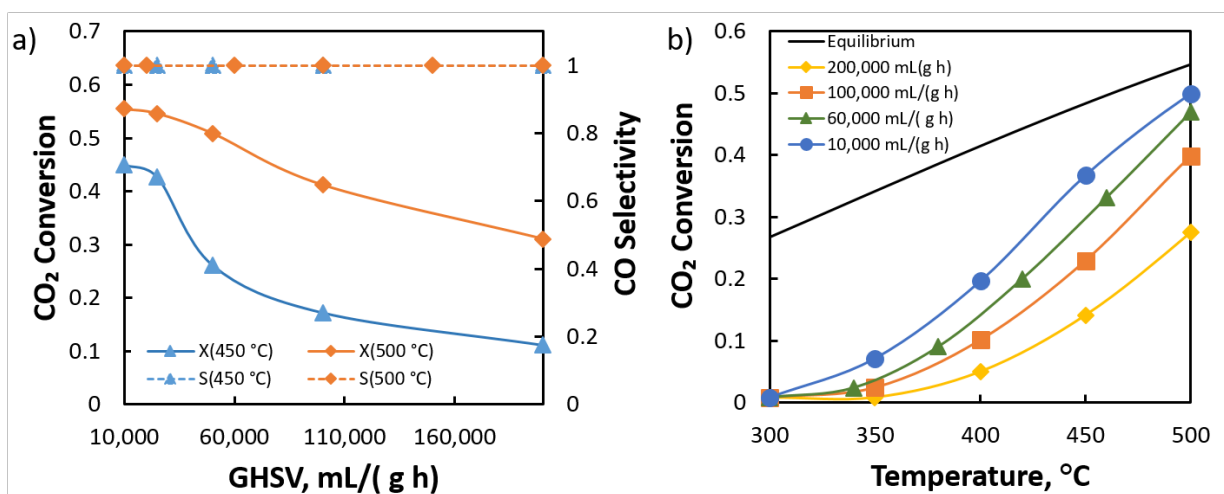 a)
0.7
0.6
0.5
0.4
0.3
0.2
0.1
0
CO₂ Conversion
1
0.8
0.6
0.4
0.2
0
CO Selectivity
X(450 °C)
X(500 °C)
S(450 °C)
S(500 °C)
10,000
60,000
110,000
160,000
GHSV, mL/( g h)
b)
0.6
0.5
0.4
0.3
0.2
0.1
0
CO₂ Conversion
Equilibrium
200,000 mL(g h)
100,000 mL/(g h)
60,000 mL/( g h)
10,000 mL/(g h)
300
350
400
450
500
Temperature, °C